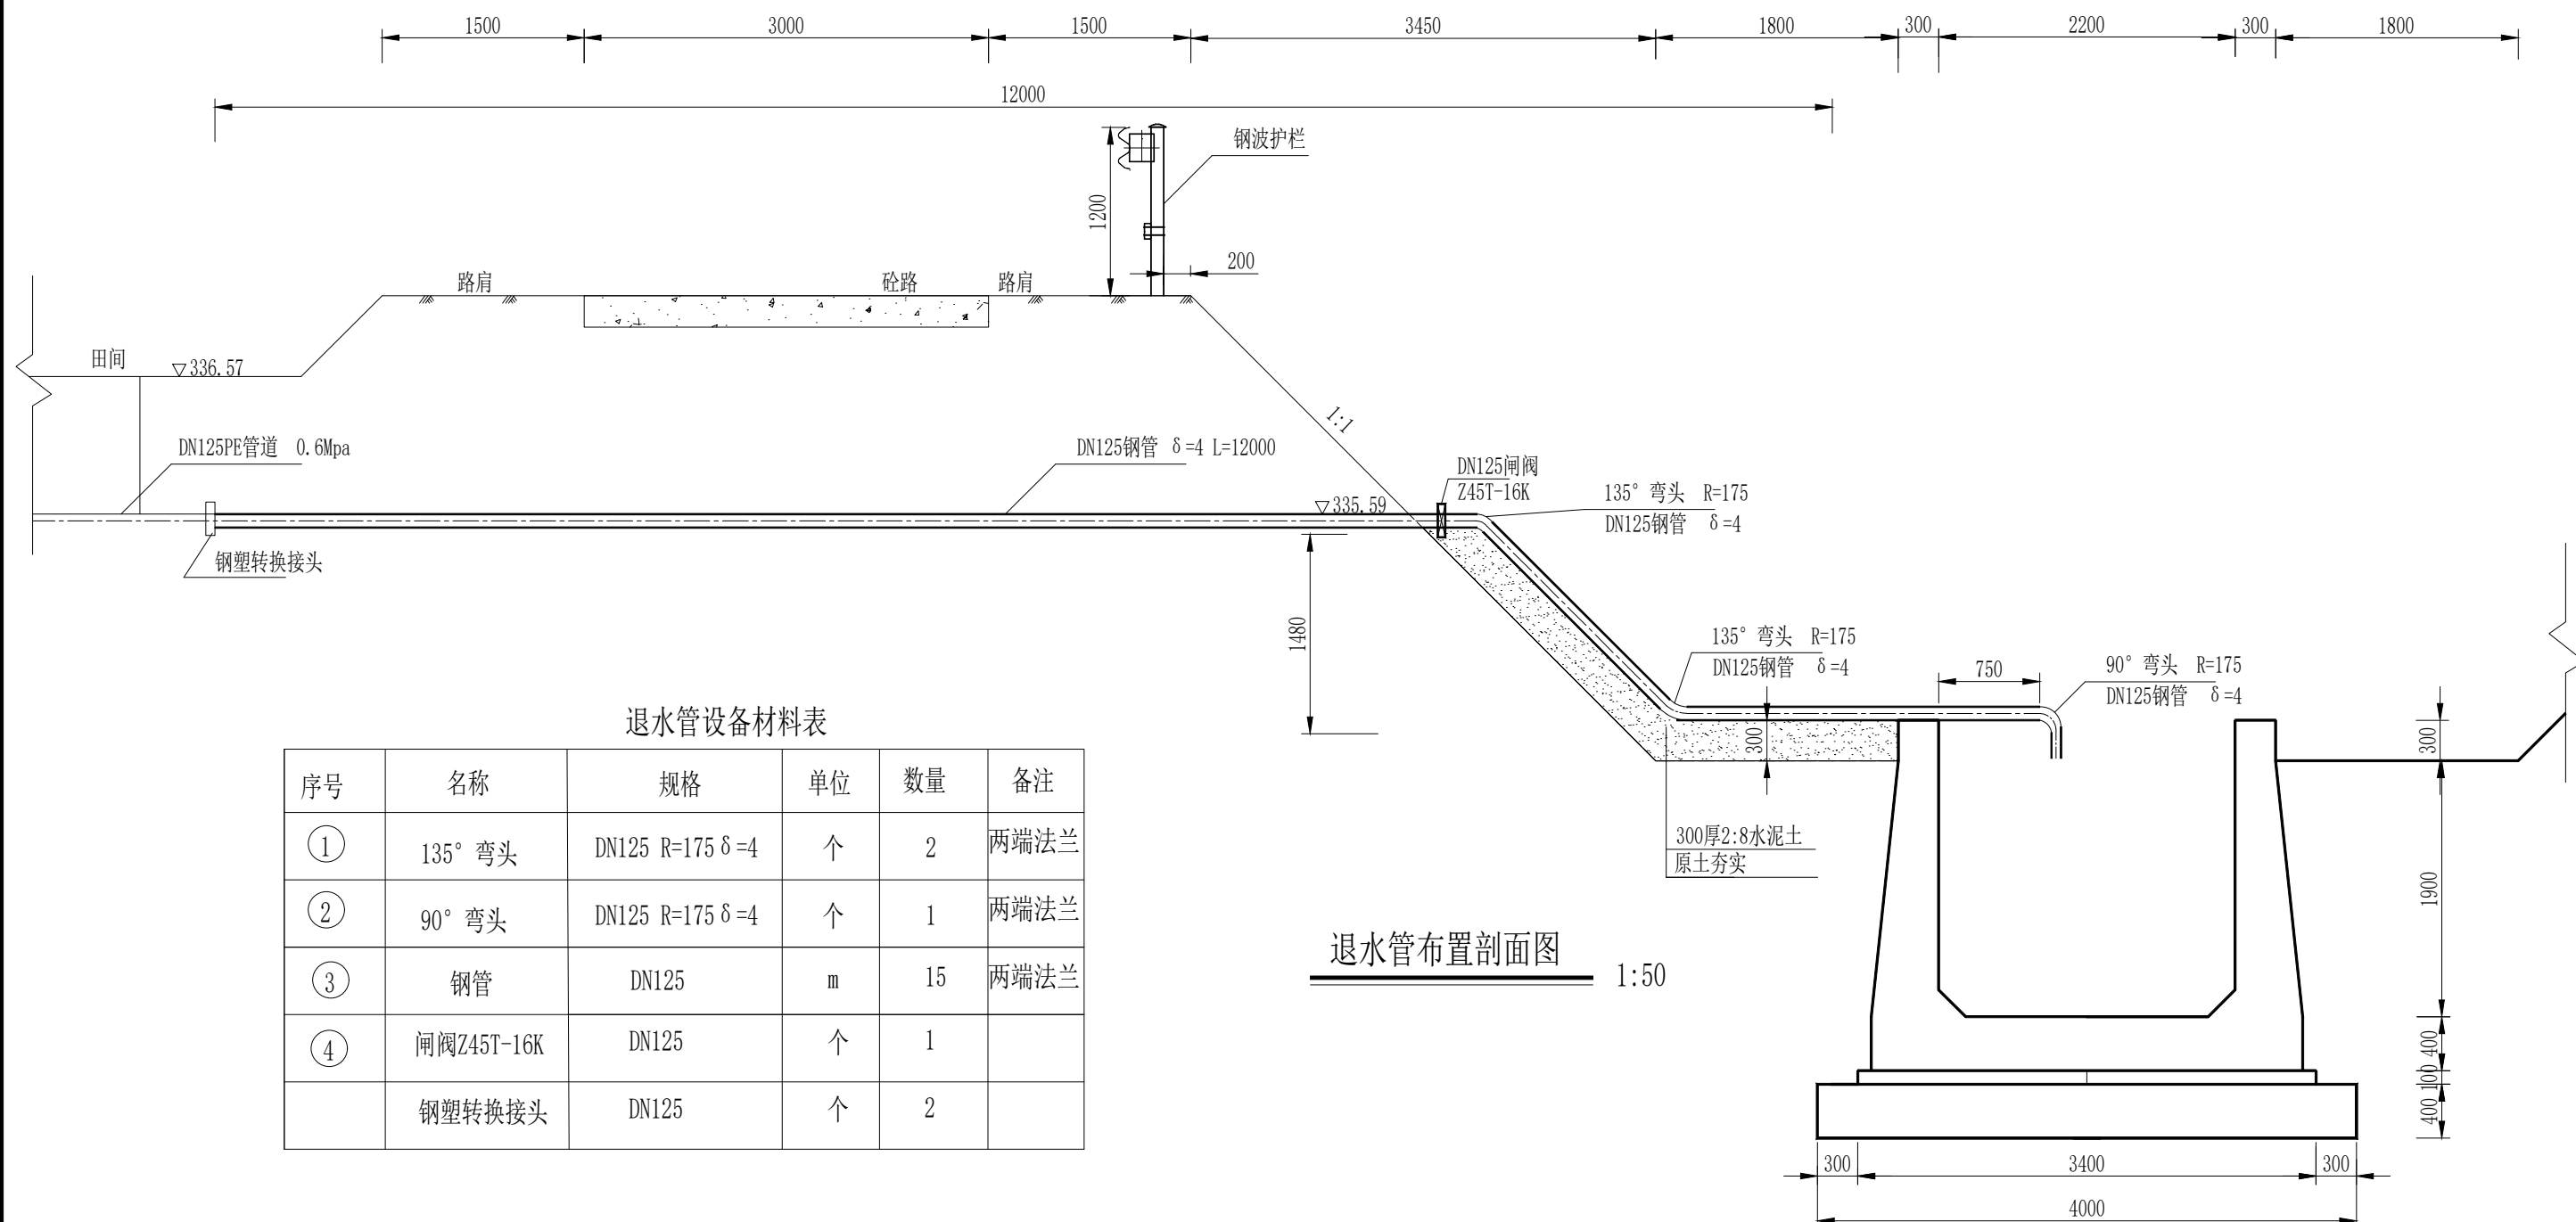 1500 3000 1500 3450 1800 300 2200 300 1800
12000
钢波护栏
1200
200
路肩 砼路 路肩
田间 ▽336.57
1:1
DN125PE管道 0.6Mpa
DN125钢管 δ=4 L=12000
DN125闸阀
Z45T-16K
▽335.59
135° 弯头 R=175
DN125钢管 δ=4
钢塑转换接头
1480
135° 弯头 R=175
DN125钢管 δ=4
750
90° 弯头 R=175
DN125钢管 δ=4
300
300
300厚2:8水泥土
原土夯实
1900
400
100
400
300 3400 300
4000
退水管布置剖面图 1:50
退水管设备材料表
序号 名称 规格 单位 数量 备注
① 135° 弯头 DN125 R=175δ=4 个 2 两端法兰
② 90° 弯头 DN125 R=175δ=4 个 1 两端法兰
③ 钢管 DN125 m 15 两端法兰
④ 闸阀Z45T-16K DN125 个 1
钢塑转换接头 DN125 个 2